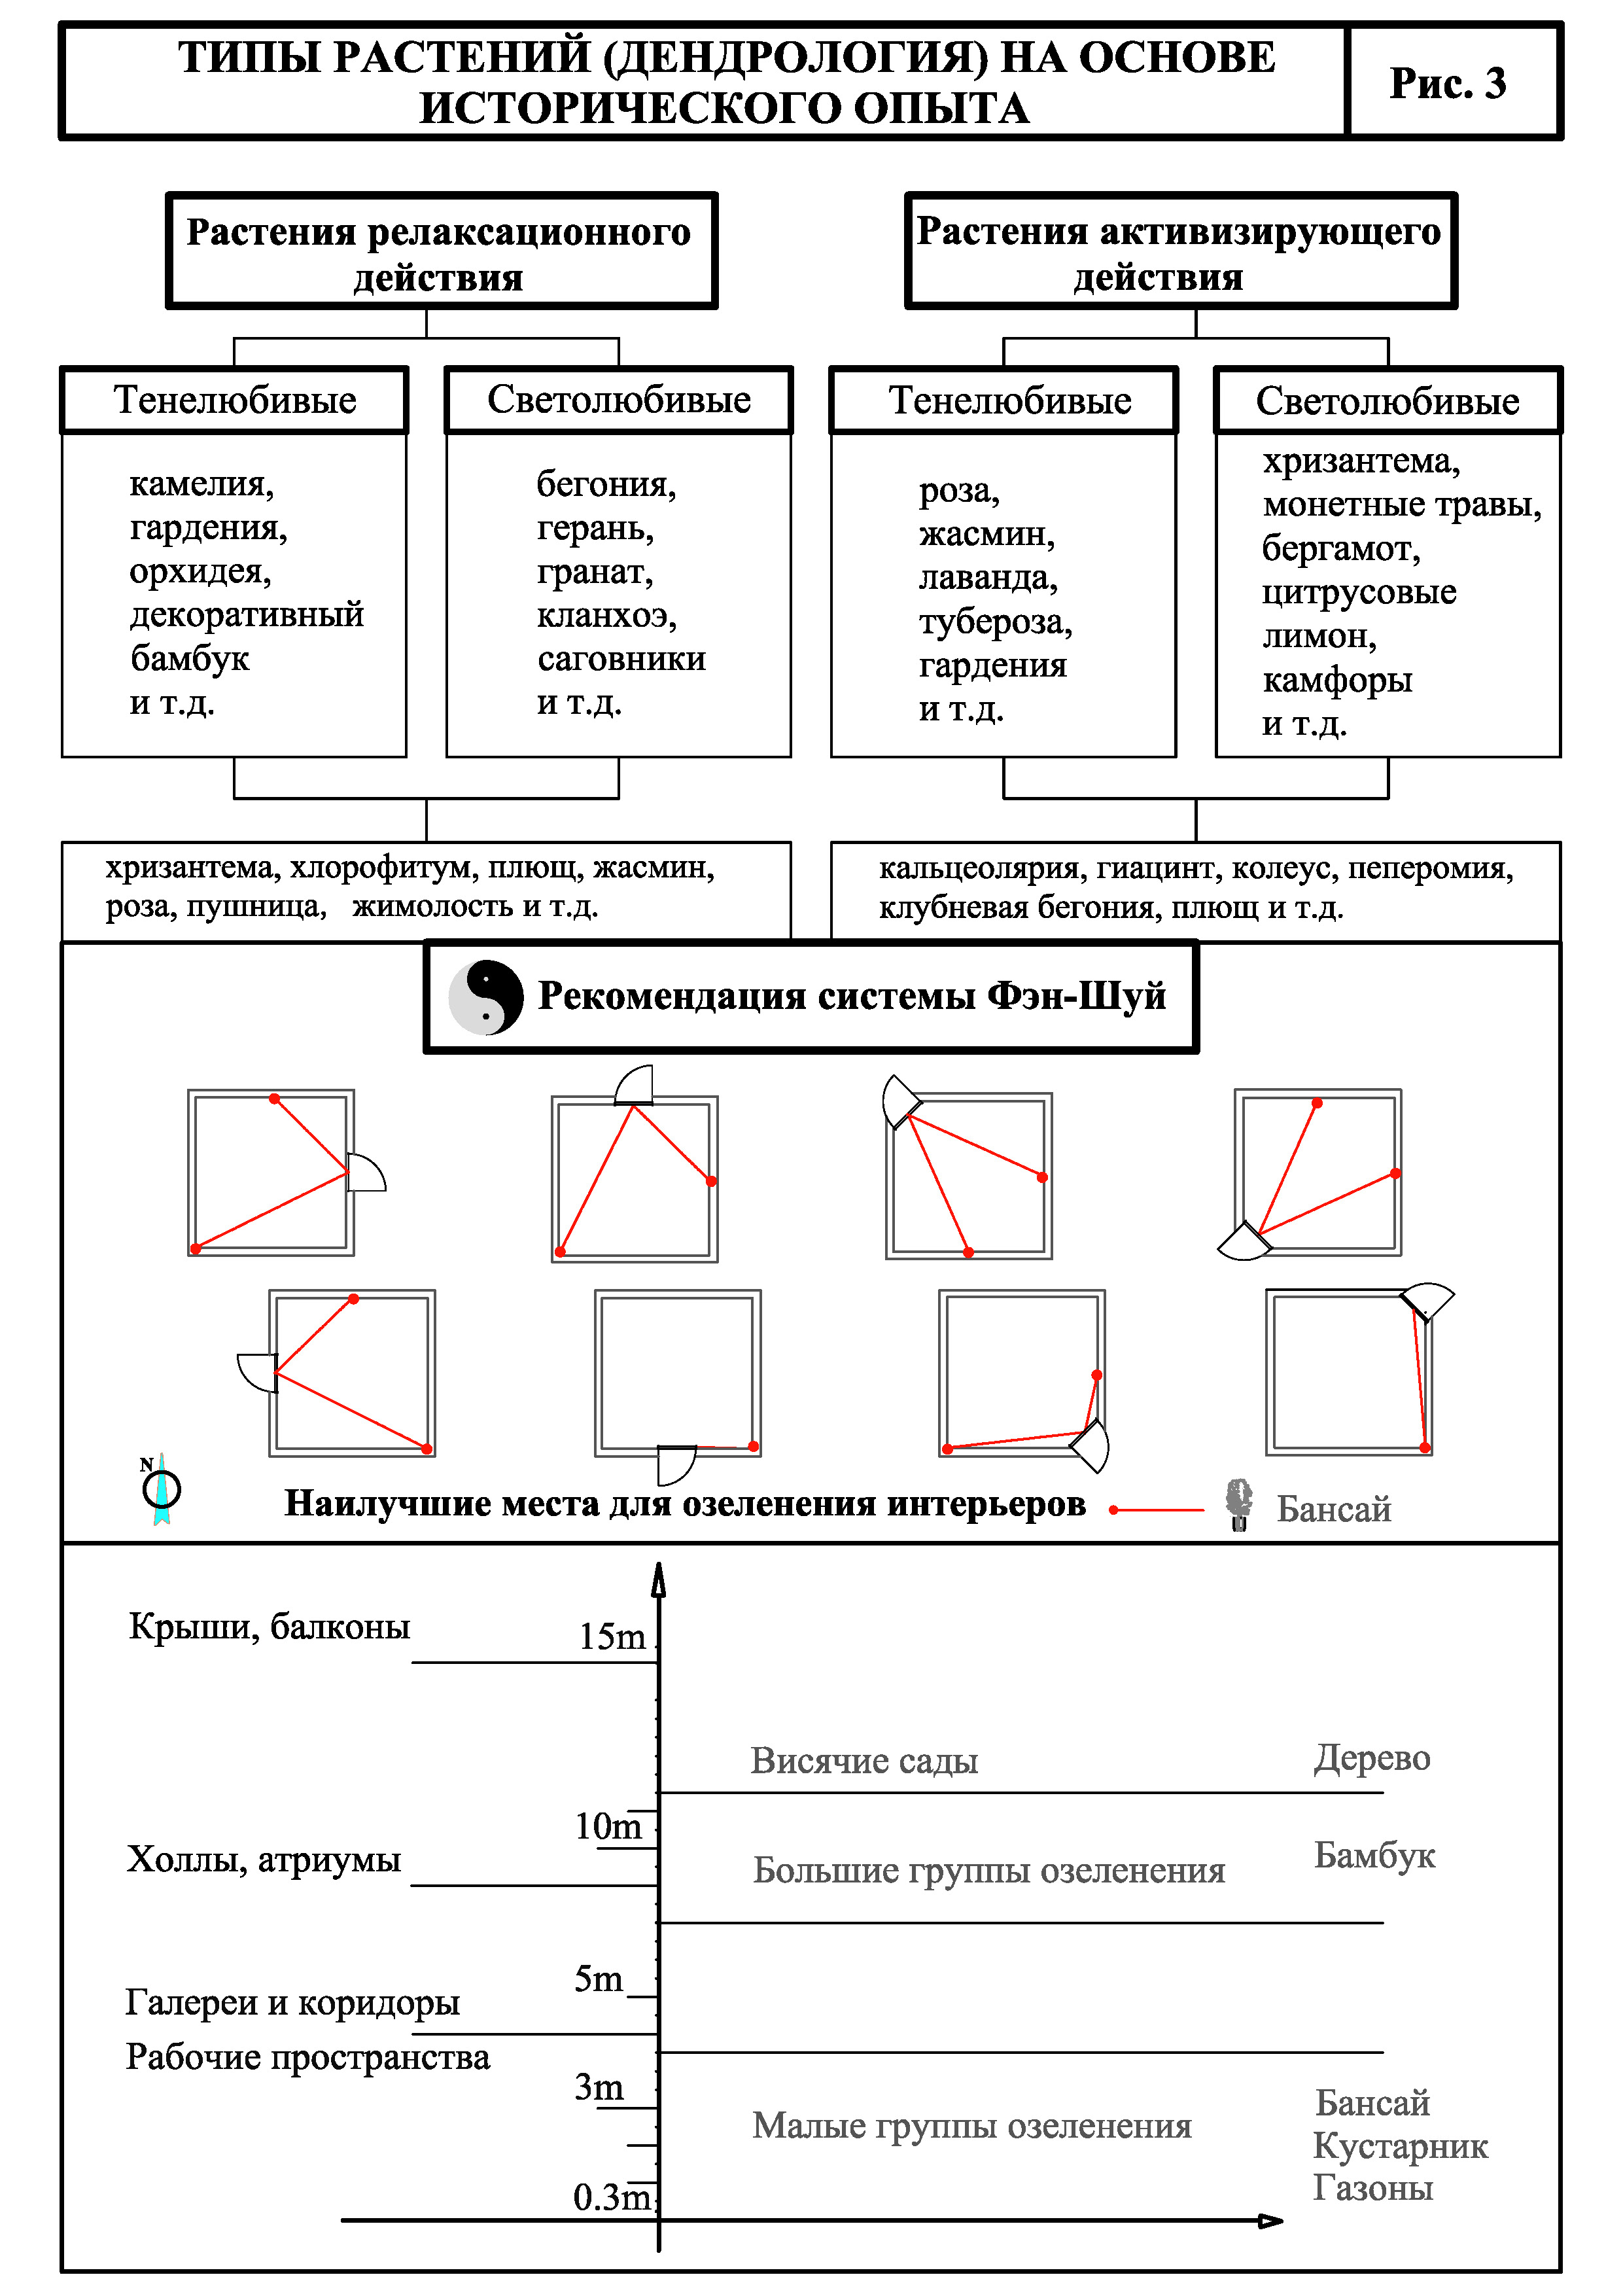 ТИПЫ РАСТЕНИЙ (ДЕНДРОЛОГИЯ) НА ОСНОВЕ
ИСТОРИЧЕСКОГО ОПЫТА
Рис. 3
Растения релаксационного
действия
Растения активизирующего
действия
Тенелюбивые
Светолюбивые
Тенелюбивые
Светолюбивые
камелия,
гардения,
орхидея,
декоративный
бамбук
и т.д.
бегония,
герань,
гранат,
кланхоэ,
саговники
и т.д.
роза,
жасмин,
лаванда,
тубероза,
гардения
и т.д.
хризантема,
монетные травы,
бергамот,
цитрусовые
лимон,
камфоры
и т.д.
хризантема, хлорофитум, плющ, жасмин,
роза, пушница, жимолость и т.д.
кальцеолярия, гиацинт, колеус, пеперомия,
клубневая бегония, плющ и т.д.
Рекомендация системы Фэн-Шуй
N
Наилучшие места для озеленения интерьеров
Бансай
Крыши, балконы
15m
Висячие сады
Дерево
10m
Холлы, атриумы
Большие группы озеленения
Бамбук
5m
Галереи и коридоры
Рабочие пространства
3m
Малые группы озеленения
Бансай
Кустарник
Газоны
0.3m